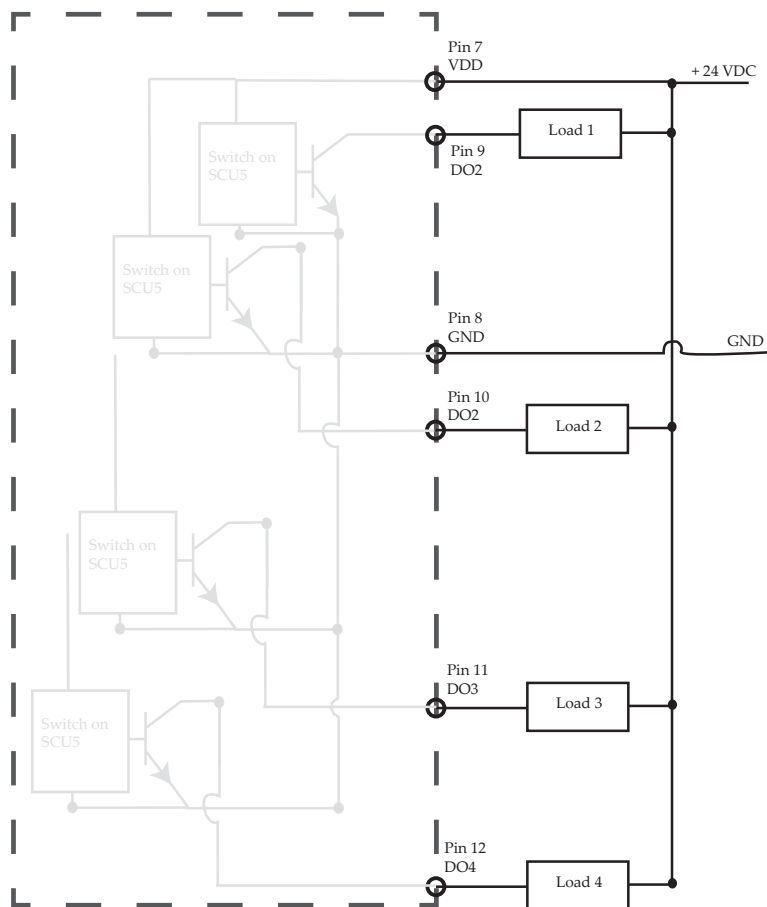 Pin 7
VDD
+ 24 VDC
Load 1
Pin 9
DO2
Switch on
SCU5
Switch on
SCU5
Pin 8
GND
GND
Pin 10
DO2
Load 2
Switch on
SCU5
Pin 11
DO3
Load 3
Switch on
SCU5
Pin 12
DO4
Load 4